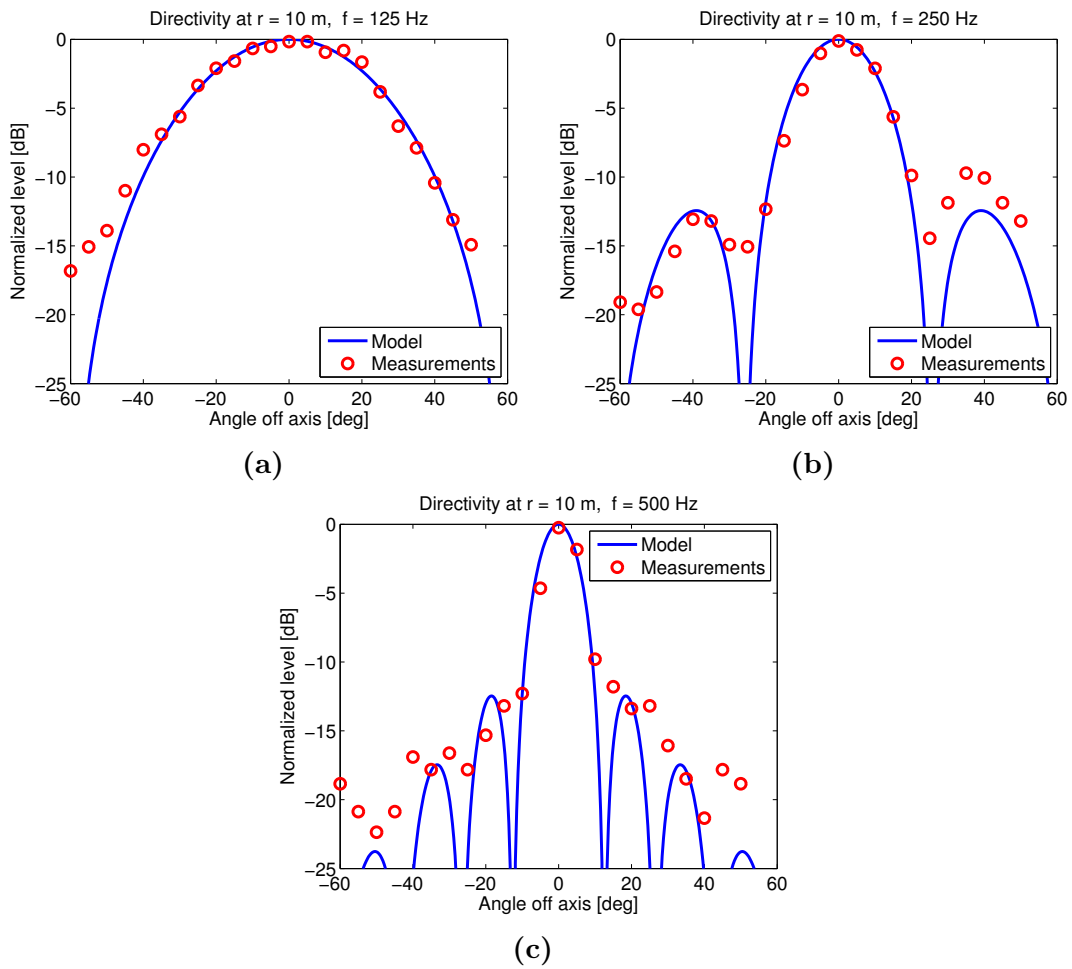 Directivity at r = 10 m, f = 125 Hz
Normalized level [dB]
0
−5
−10
−15
−20
−25
Model
Measurements
−60 −40 −20 0 20 40 60
Angle off axis [deg]
(a)
Directivity at r = 10 m, f = 250 Hz
Normalized level [dB]
0
−5
−10
−15
−20
−25
Model
Measurements
−60 −40 −20 0 20 40 60
Angle off axis [deg]
(b)
Directivity at r = 10 m, f = 500 Hz
Normalized level [dB]
0
−5
−10
−15
−20
−25
Model
Measurements
−60 −40 −20 0 20 40 60
Angle off axis [deg]
(c)